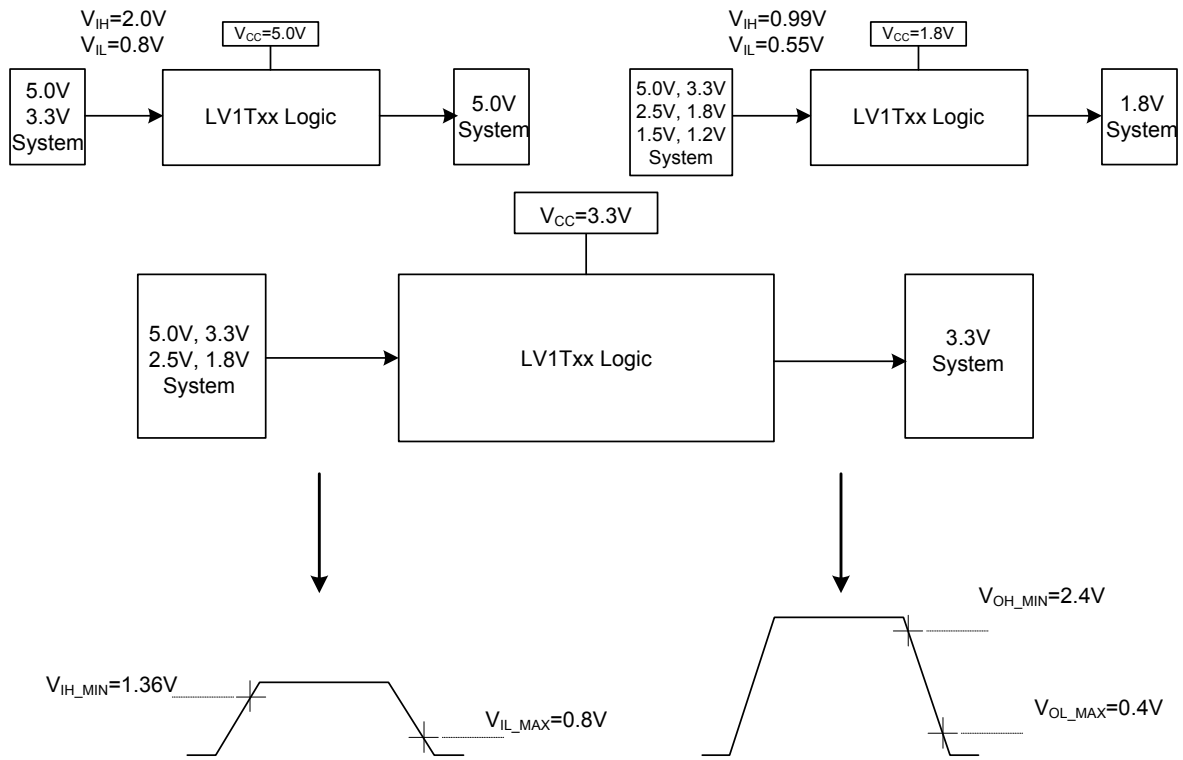 VIH=2.0V
VIL=0.8V
VCC=5.0V
5.0V
3.3V
System
LV1Txx Logic
5.0V
System
VIH=0.99V
VIL=0.55V
VCC=1.8V
5.0V, 3.3V
2.5V, 1.8V
1.5V, 1.2V
System
LV1Txx Logic
1.8V
System
VCC=3.3V
5.0V, 3.3V
2.5V, 1.8V
System
LV1Txx Logic
3.3V
System
VIH_MIN=1.36V
VIL_MAX=0.8V
VOH_MIN=2.4V
VOL_MAX=0.4V